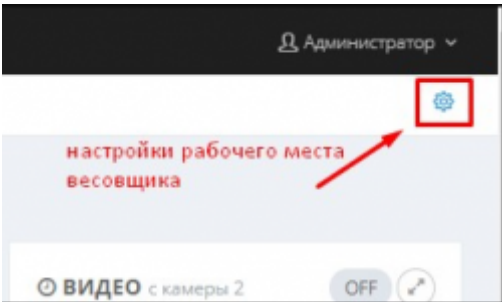 Администратор
настройки рабочего места
весовщика
ВИДЕО с камеры 2
OFF